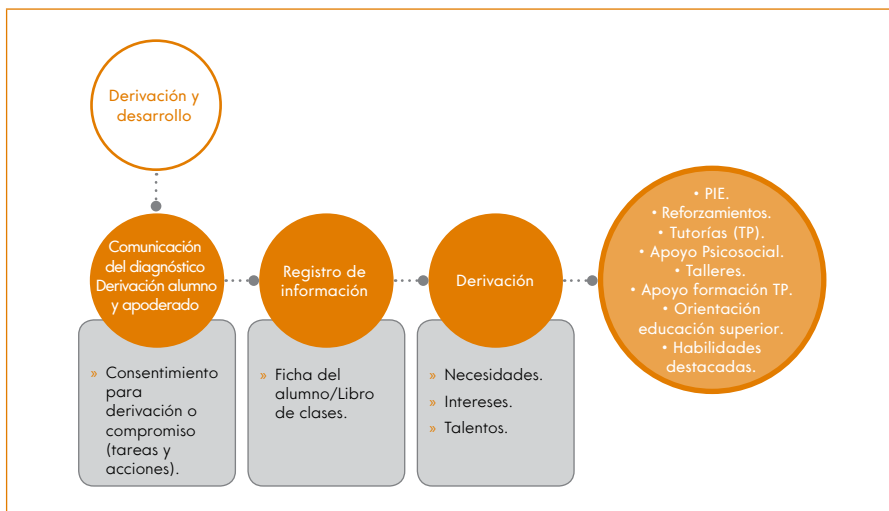 Derivación y
desarrollo
Comunicación
del diagnóstico
Derivación alumno
y apoderado
» Consentimiento
para
derivación o
compromiso
(tareas y
acciones).
Registro de
información
» Ficha del
alumno/Libro
de clases.
Derivación
» Necesidades.
» Intereses.
» Talentos.
• PIE.
• Reforzamientos.
• Tutorías (TP).
• Apoyo Psicosocial.
• Talleres.
• Apoyo formación TP.
• Orientación
educación superior.
• Habilidades
destacadas.